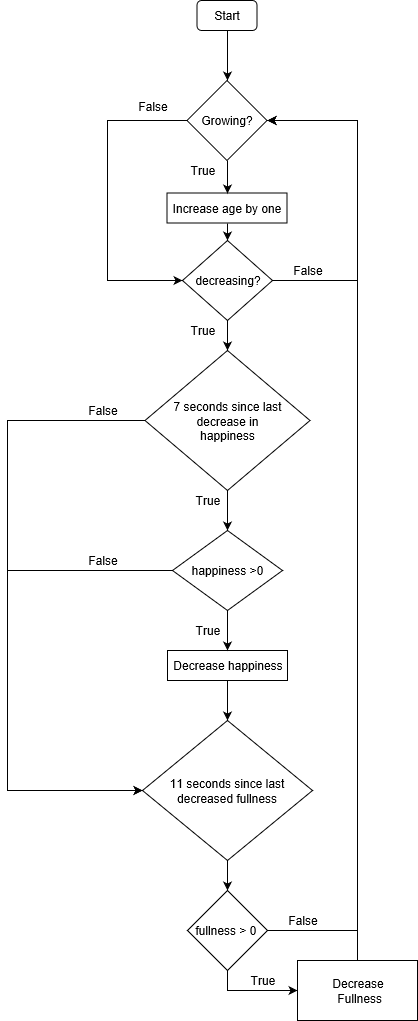 Start
False
Growing?
True
Increase age by one
decreasing?
False
True
False
7 seconds since last
decrease in
happiness
True
False
happiness >0
True
Decrease happiness
11 seconds since last
decreased fullness
fullness > 0
False
True
Decrease
Fullness